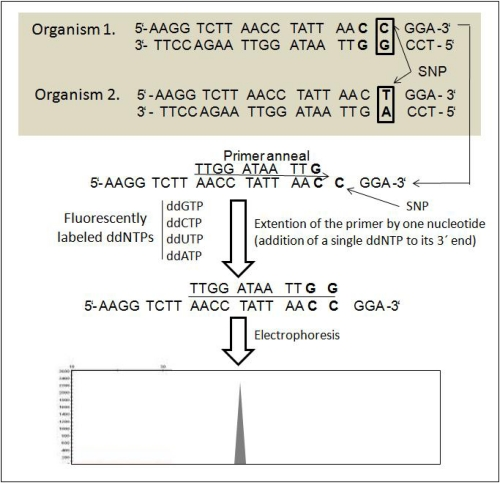 Organism 1. 5'-AAGG TCTT AACC TATT AAC C GGA-3'
3'- TTCC AGAA TTGG ATAA TTG G CCT - 5'
SNP
Organism 2. 5'- AAGG TCTT AACC TATT AAC T GGA - 3'
3'- TTCC AGAA TTGG ATAA TTG A CCT - 5'
Primer anneal
TTGG ATAA TT G
5'-AAGG TCTT AACC TATT AA C C GGA -3'
SNP
Fluorescently
labeled ddNTPs
ddGTP
ddCTP
ddUTP
ddATP
Extention of the primer by one nucleotide
(addition of a single ddNTP to its 3´ end)
TTGG ATAA TT G G
5'-AAGG TCTT AACC TATT AA C C GGA -3'
Electrophoresis